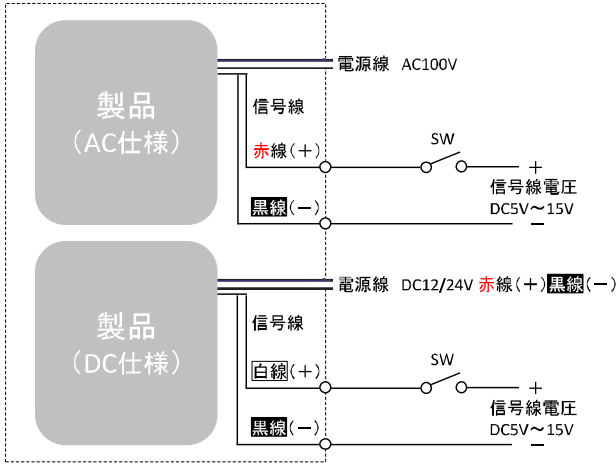 製品
（AC仕様）
電源線 AC100V
信号線
赤線（＋）
SW
＋
信号線電圧
DC5V～15V
黒線（－）
－
製品
（DC仕様）
電源線 DC12/24V 赤線（＋）黒線（－）
信号線
白線（＋）
SW
＋
信号線電圧
DC5V～15V
黒線（－）
－